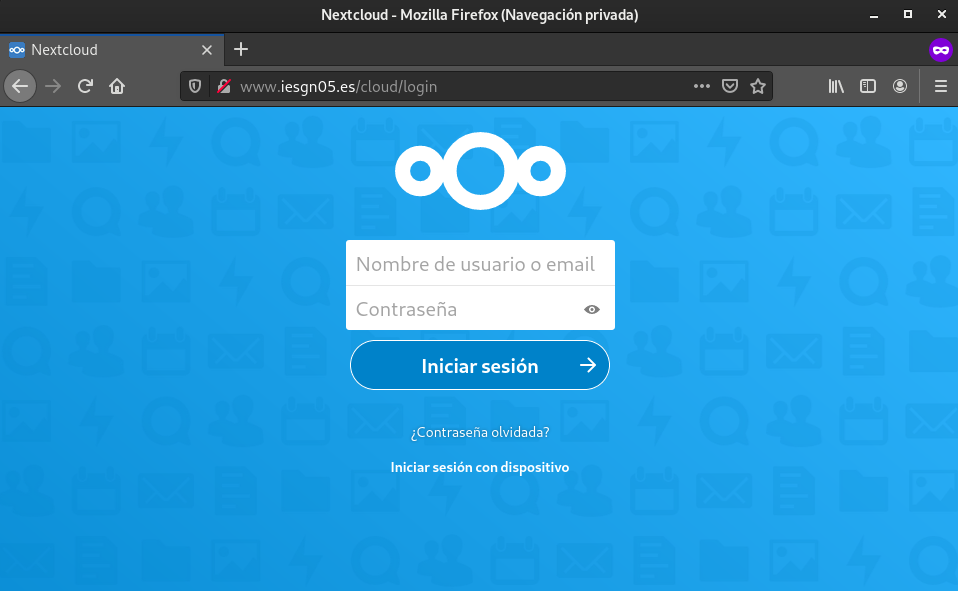 Nextcloud - Mozilla Firefox (Navegación privada)
Nextcloud
www.iesgn05.es/cloud/login
Nombre de usuario o email
Contraseña
Iniciar sesión
¿Contraseña olvidada?
Iniciar sesión con dispositivo